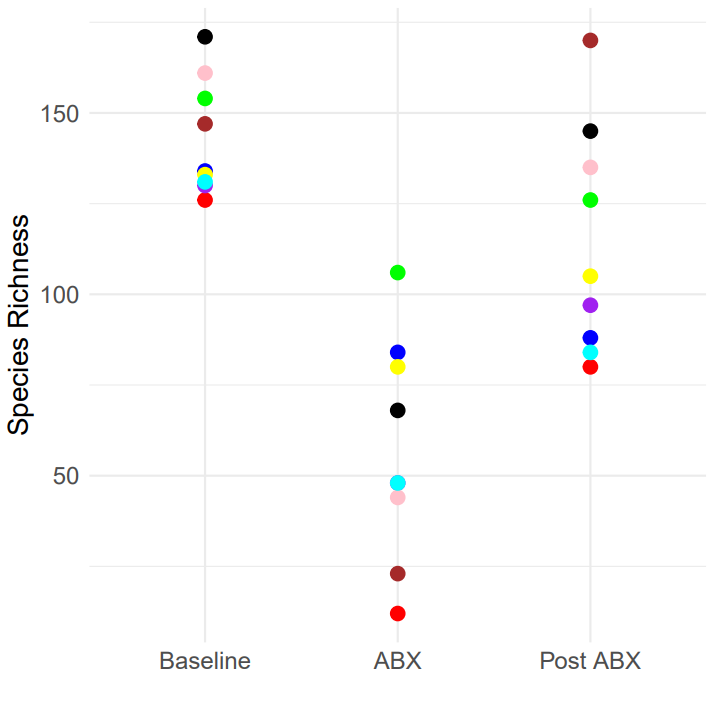 Species Richness
150
100
50
Baseline ABX Post ABX